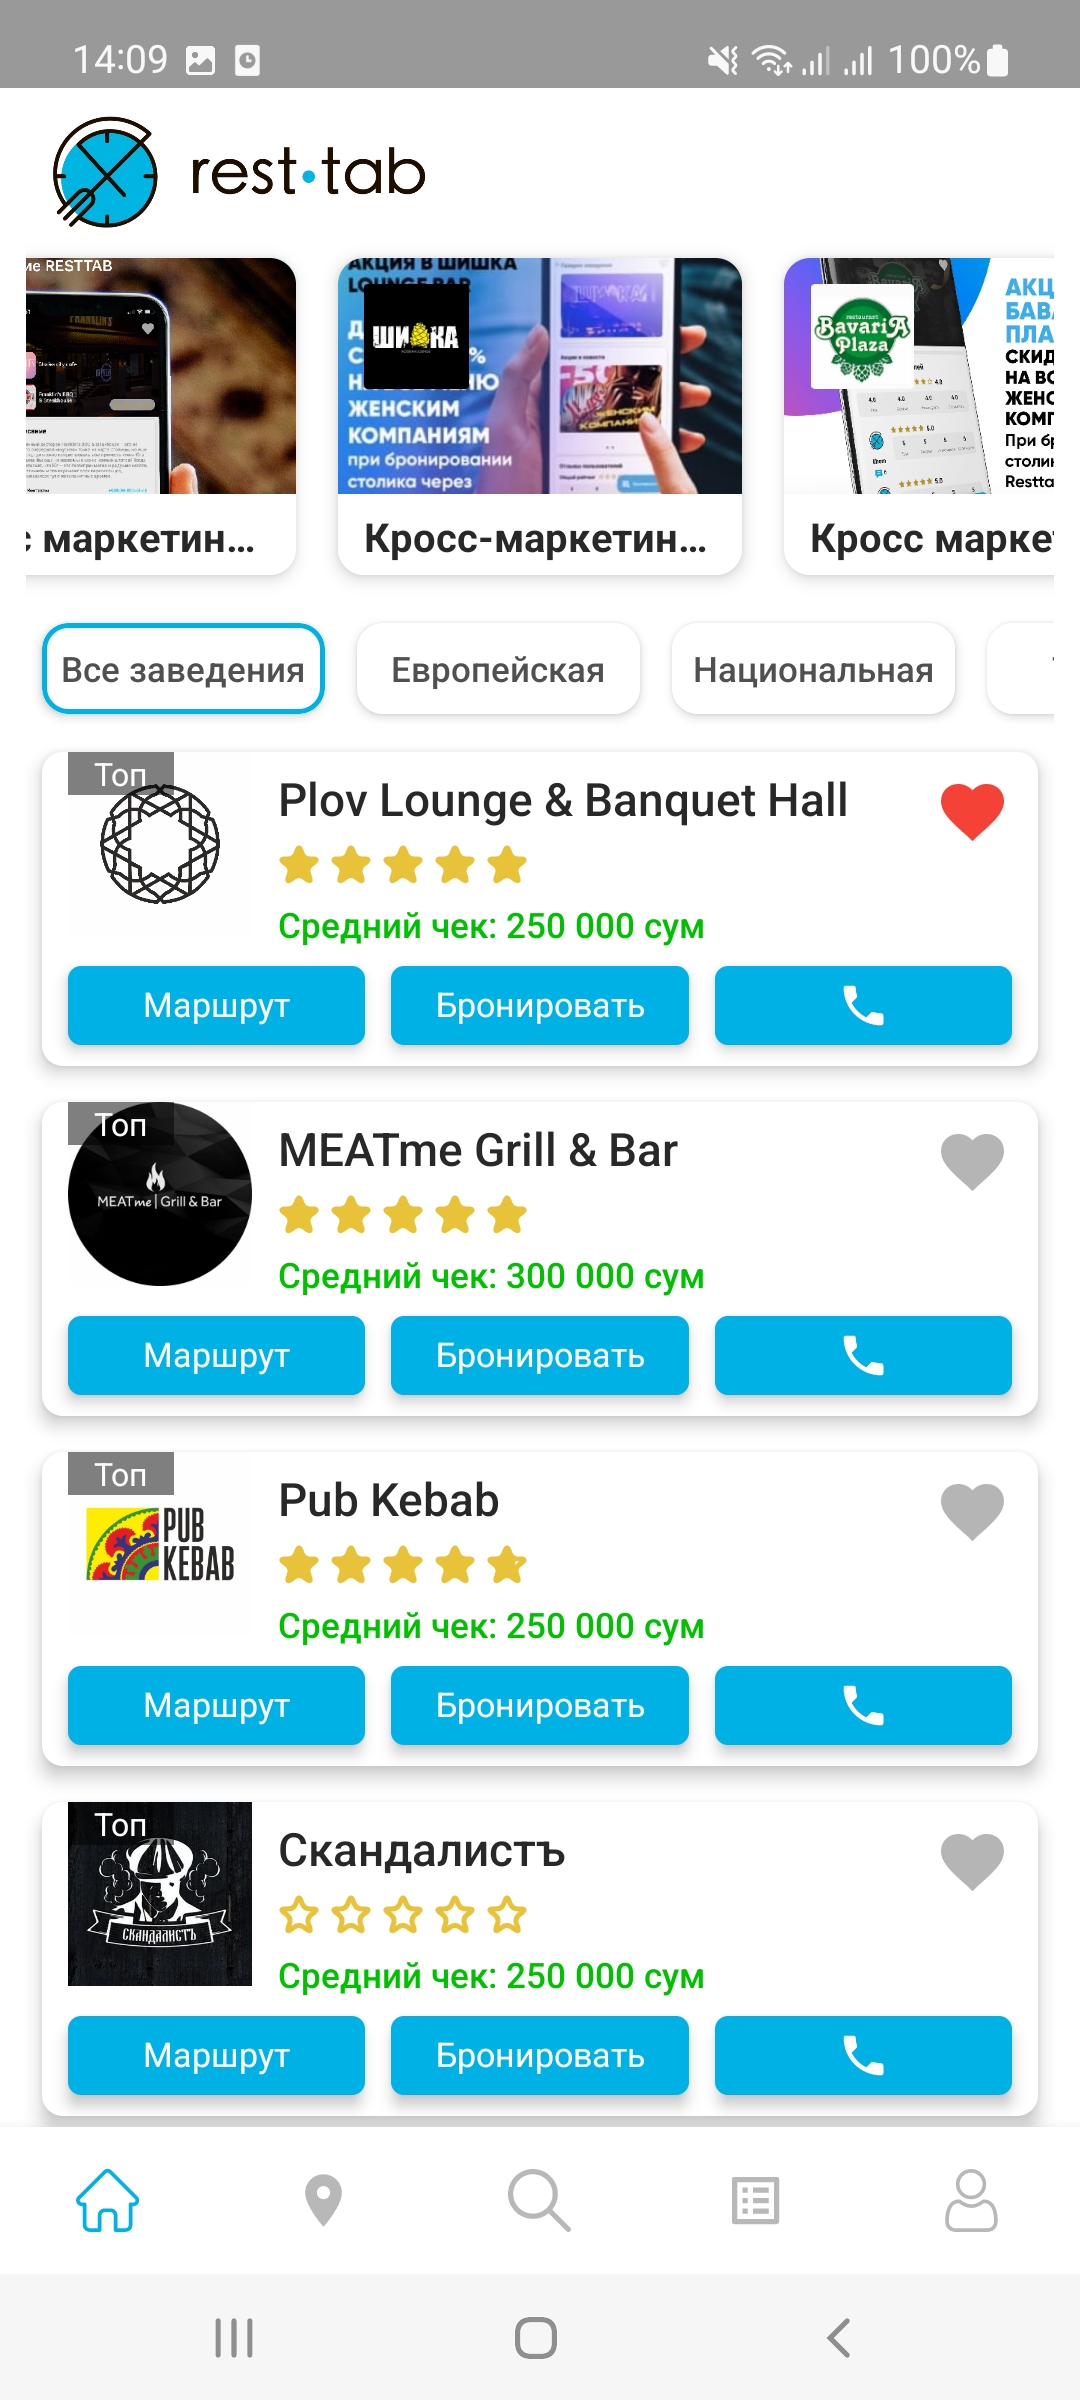 14:09
100%
rest·tab
ие RESTTAB
АКЦИЯ В ШИШКА
LOUNGE BAR
ШИШКА
ЖЕНСКИМ
КОМПАНИЯМ
при бронировании
столика через
restaurant
BavariA
Plaza
АКЦ
БАВ
ПЛА
СКИД
НА ВС
ЖЕНС
КОМП
При бр
столик
Restta
с маркетин...
Кросс-маркетин...
Кросс марке
Все заведения
Европейская
Национальная
Топ
Plov Lounge & Banquet Hall
Средний чек: 250 000 сум
Маршрут
Бронировать
Топ
MEATme | Grill & Bar
MEATme Grill & Bar
Средний чек: 300 000 сум
Маршрут
Бронировать
Топ
PUB
KEBAB
Pub Kebab
Средний чек: 250 000 сум
Маршрут
Бронировать
Топ
СКАНДАЛИСТЪ
Скандалистъ
Средний чек: 250 000 сум
Маршрут
Бронировать